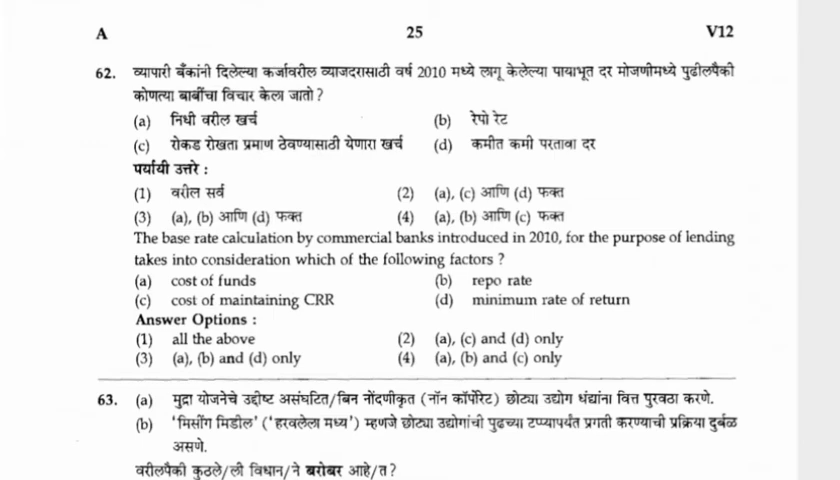 A 25 V12
62. व्यापारी बँकांनी दिलेल्या कर्जावरील व्याजदरासाठी वर्ष 2010 मध्ये लागू केलेल्या पायाभूत दर मोजणीमध्ये पुढीलपैकी
कोणत्या बाबींचा विचार केला जातो ?
(a) निधी वरील खर्च (b) रेपो रेट
(c) रोकड रोखता प्रमाण ठेवण्यासाठी येणारा खर्च (d) कमीत कमी परतावा दर
पर्यायी उत्तरे :
(1) वरील सर्व (2) (a), (c) आणि (d) फक्त
(3) (a), (b) आणि (d) फक्त (4) (a), (b) आणि (c) फक्त
The base rate calculation by commercial banks introduced in 2010, for the purpose of lending
takes into consideration which of the following factors ?
(a) cost of funds (b) repo rate
(c) cost of maintaining CRR (d) minimum rate of return
Answer Options :
(1) all the above (2) (a), (c) and (d) only
(3) (a), (b) and (d) only (4) (a), (b) and (c) only
63. (a) मुद्रा योजनेचे उद्दीष्ट असंघटित/बिन नोंदणीकृत (नॉन कॉर्पोरेट) छोट्या उद्योग धंद्यांना वित्त पुरवठा करणे.
(b) 'मिसींग मिडील' ('हरवलेला मध्य') म्हणजे छोट्या उद्योगांची पुढच्या टप्प्यापर्यंत प्रगती करण्याची प्रक्रिया दुर्बळ
असणे.
वरीलपैकी कुठले/ली विधान/ने बरोबर आहे/त ?